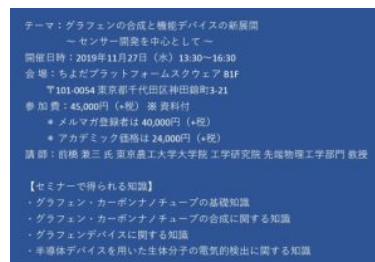 テーマ：グラフェンの合成と機能デバイスの新展開
～ センサー開発を中心として ～
開催日時：2019年11月27日（水）13:30～16:30
会 場：ちよだプラットフォームスクウェア B1F
〒101-0054 東京都千代田区神田錦町3-21
参 加 費：45,000円（+税） ※ 資料付
＊ メルマガ登録者は 40,000円（+税）
＊ アカデミック価格は 24,000円（+税）
講 師：前橋 兼三 氏 東京農工大学大学院 工学研究院 先端物理工学部門 教授
【セミナーで得られる知識】
・グラフェン・カーボンナノチューブの基礎知識
・グラフェン・カーボンナノチューブの合成に関する知識
・グラフェンデバイスに関する知識
・半導体デバイスを用いた生体分子の電気的検出に関する知識